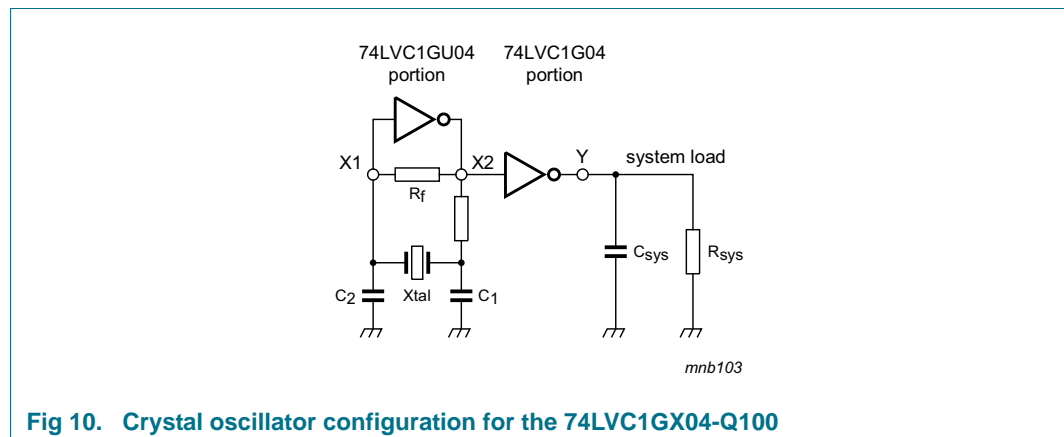 74LVC1GU04 74LVC1G04
portion portion
X1 X2 Y system load
Rf
Csys Rsys
C2 Xtal C1
mnb103
Fig 10. Crystal oscillator configuration for the 74LVC1GX04-Q100